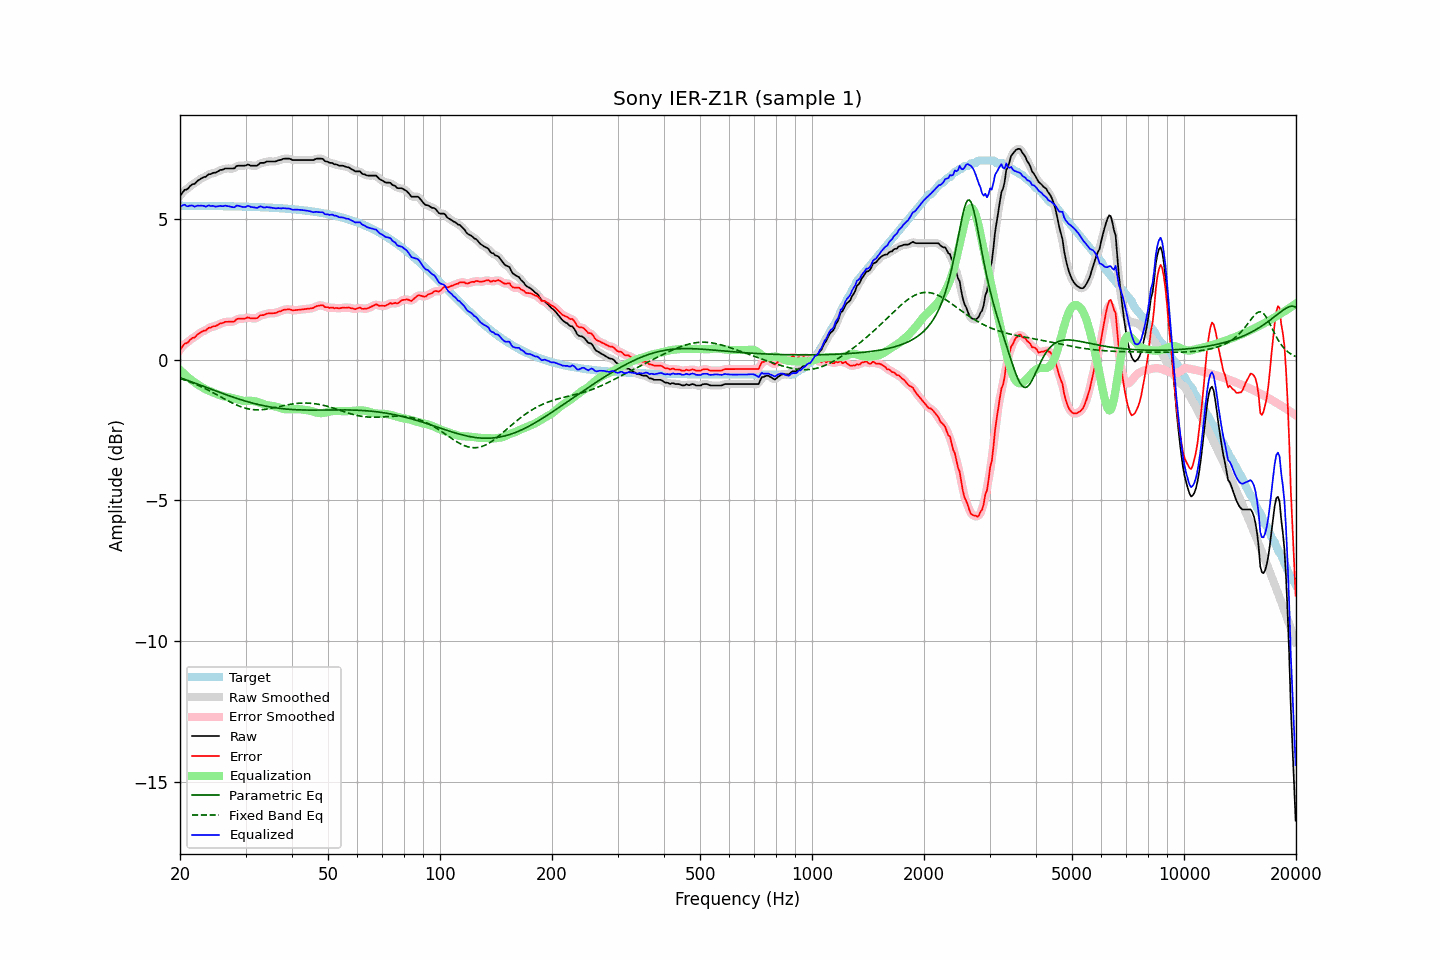 Sony IER-Z1R (sample 1)
Amplitude (dBr)
5
0
−5
−10
−15
Target
Raw Smoothed
Error Smoothed
Raw
Error
Equalization
Parametric Eq
Fixed Band Eq
Equalized
20 50 100 200 500 1000 2000 5000 10000 20000
Frequency (Hz)